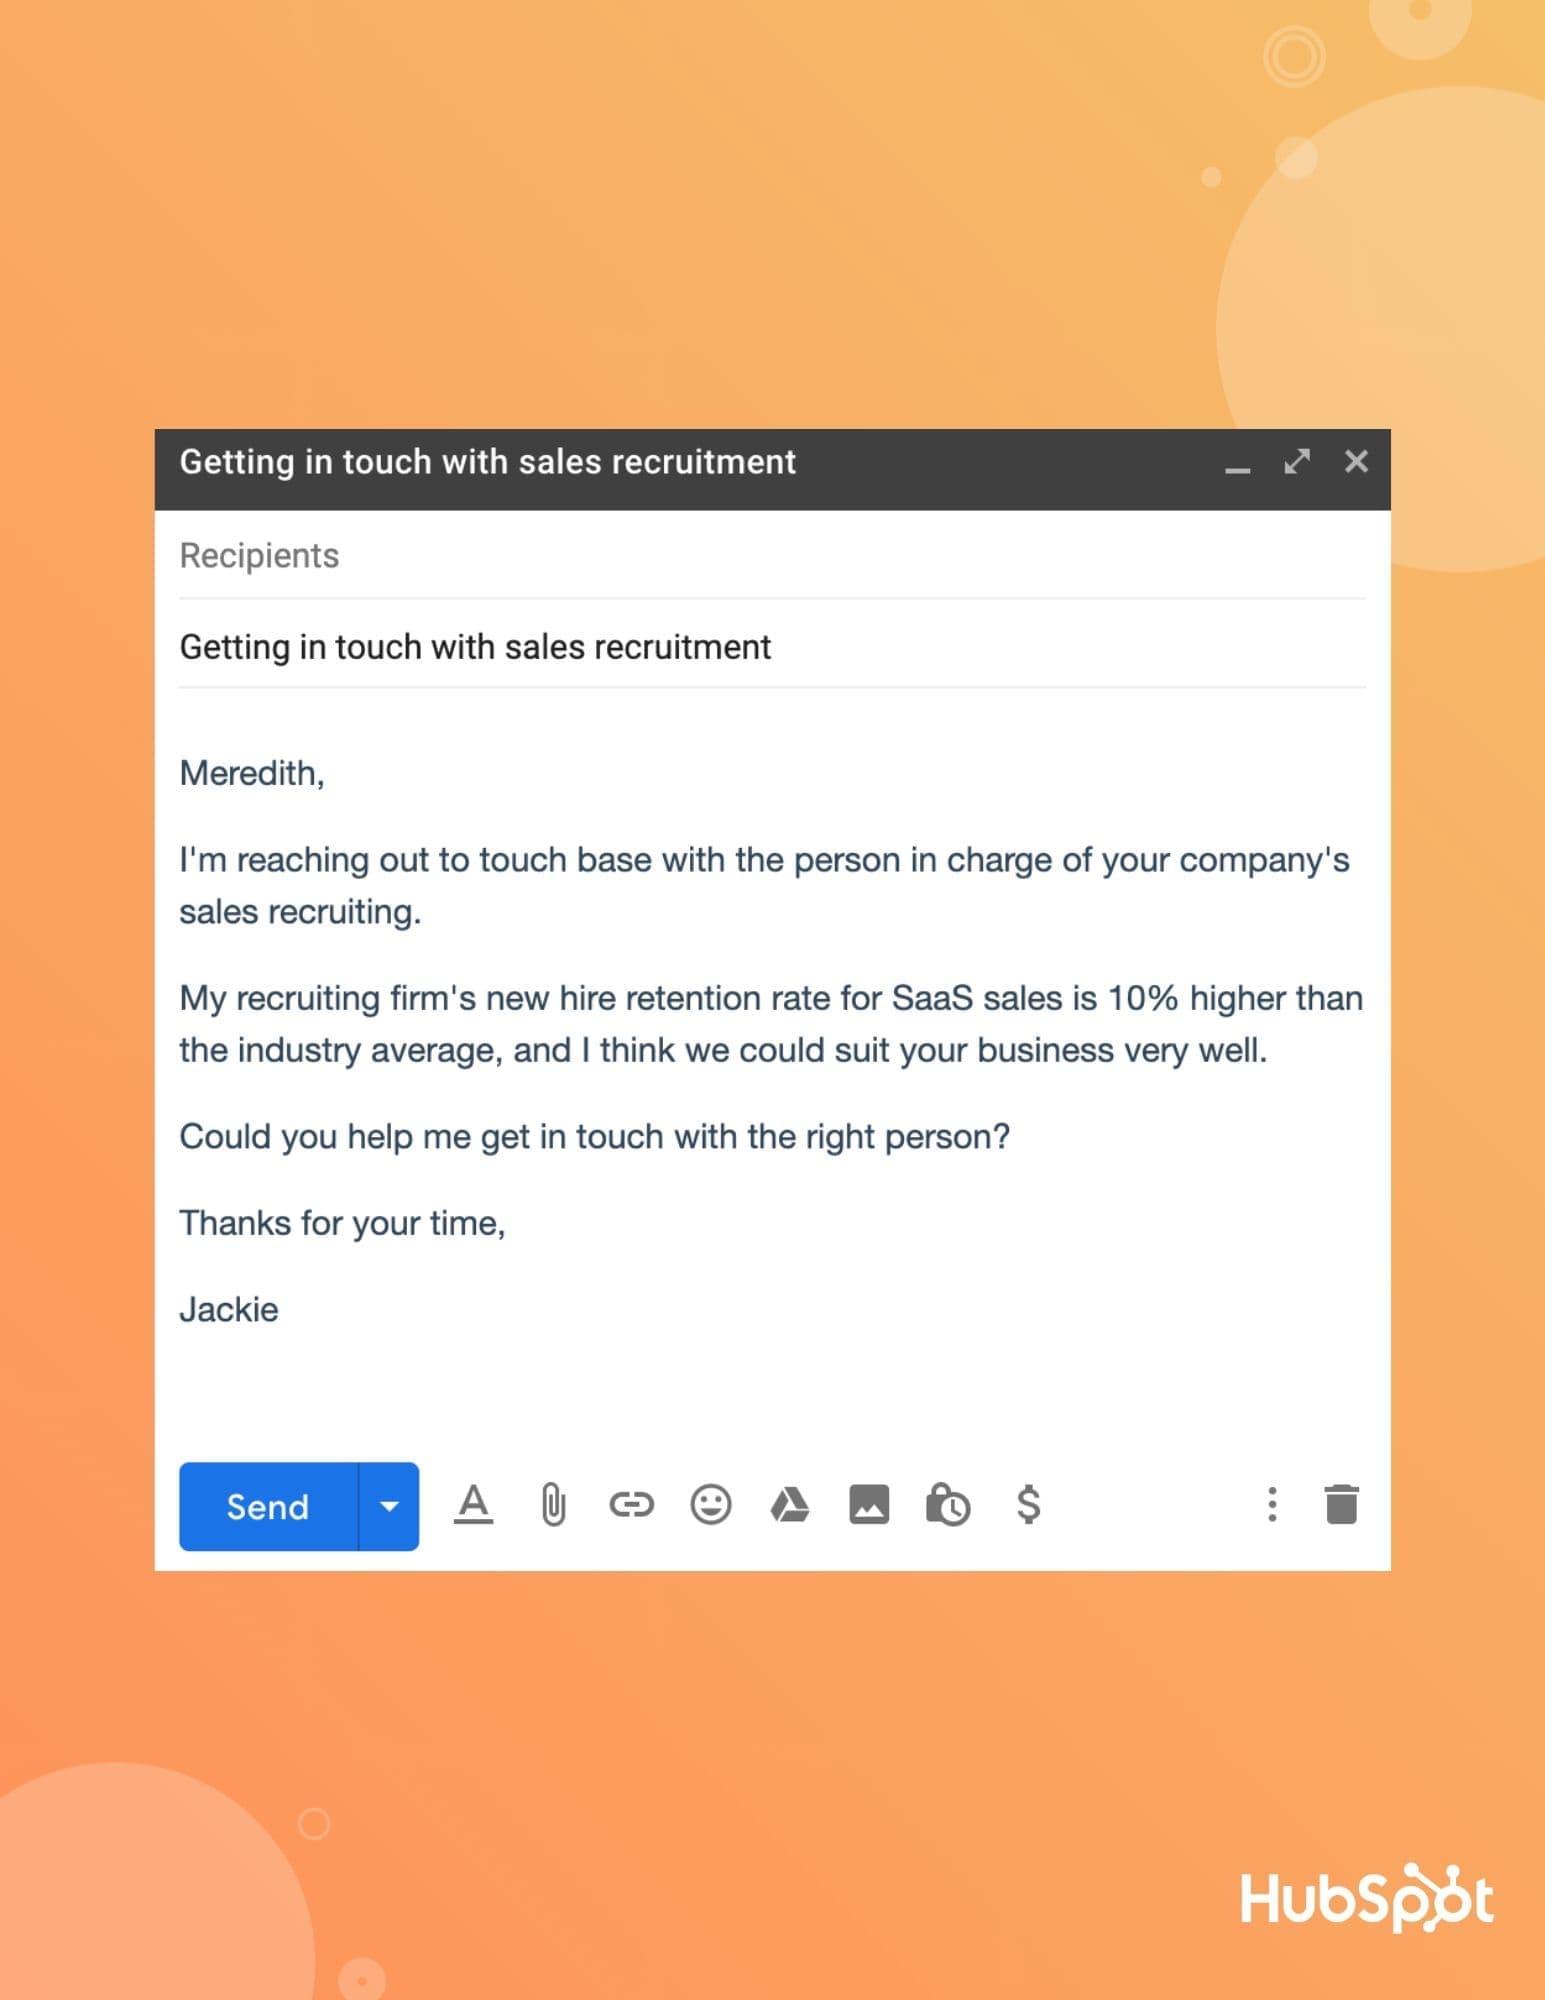 Getting in touch with sales recruitment
Recipients
Getting in touch with sales recruitment
Meredith,
I'm reaching out to touch base with the person in charge of your company's
sales recruiting.
My recruiting firm's new hire retention rate for SaaS sales is 10% higher than
the industry average, and I think we could suit your business very well.
Could you help me get in touch with the right person?
Thanks for your time,
Jackie
Send
HubSpot